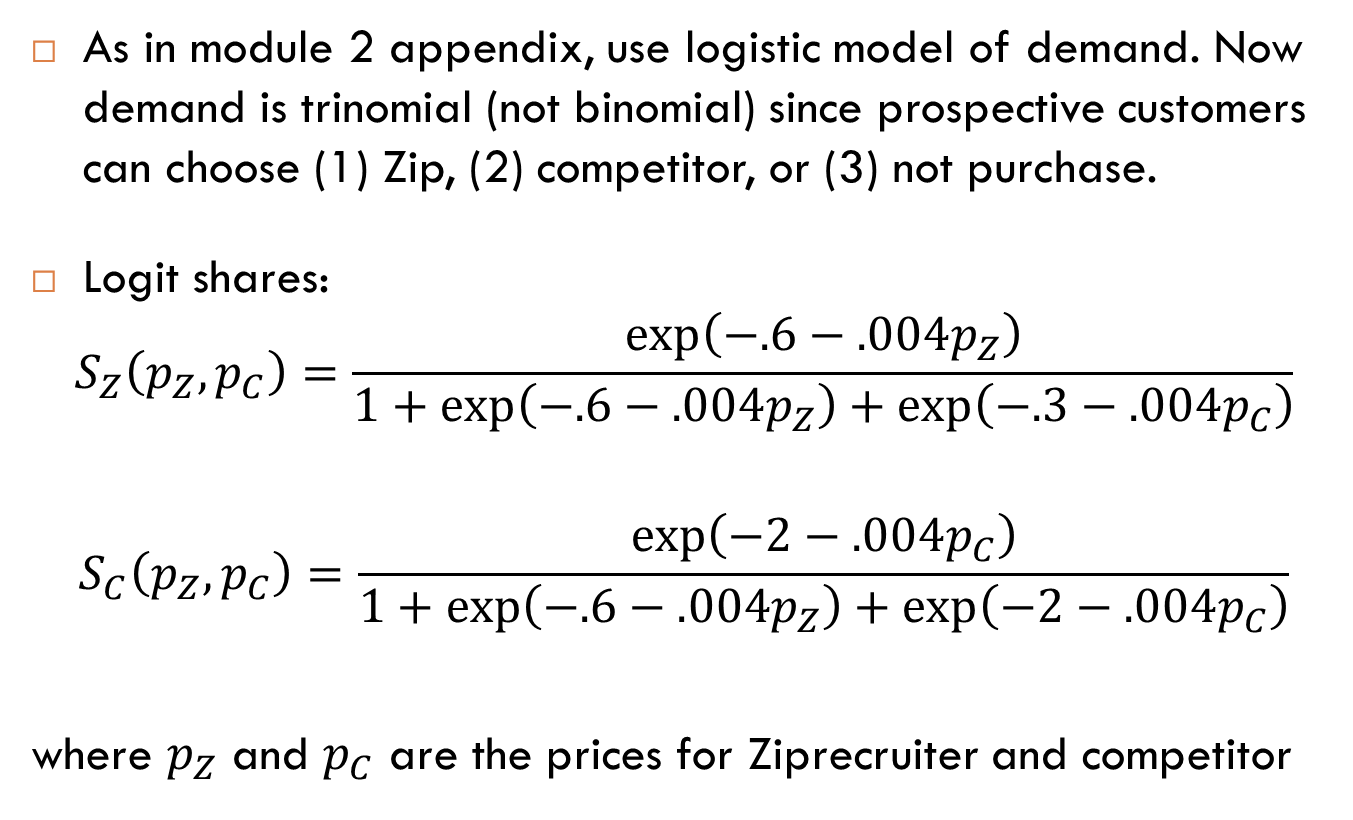 □ As in module 2 appendix, use logistic model of demand. Now
demand is trinomial (not binomial) since prospective customers
can choose (1) Zip, (2) competitor, or (3) not purchase.
□ Logit shares:
S_Z(p_Z, p_C) = exp(−.6 − .004p_Z) / 1 + exp(−.6 − .004p_Z) + exp(−.3 − .004p_C)
S_C(p_Z, p_C) = exp(−2 − .004p_C) / 1 + exp(−.6 − .004p_Z) + exp(−2 − .004p_C)
where p_Z and p_C are the prices for Ziprecruiter and competitor